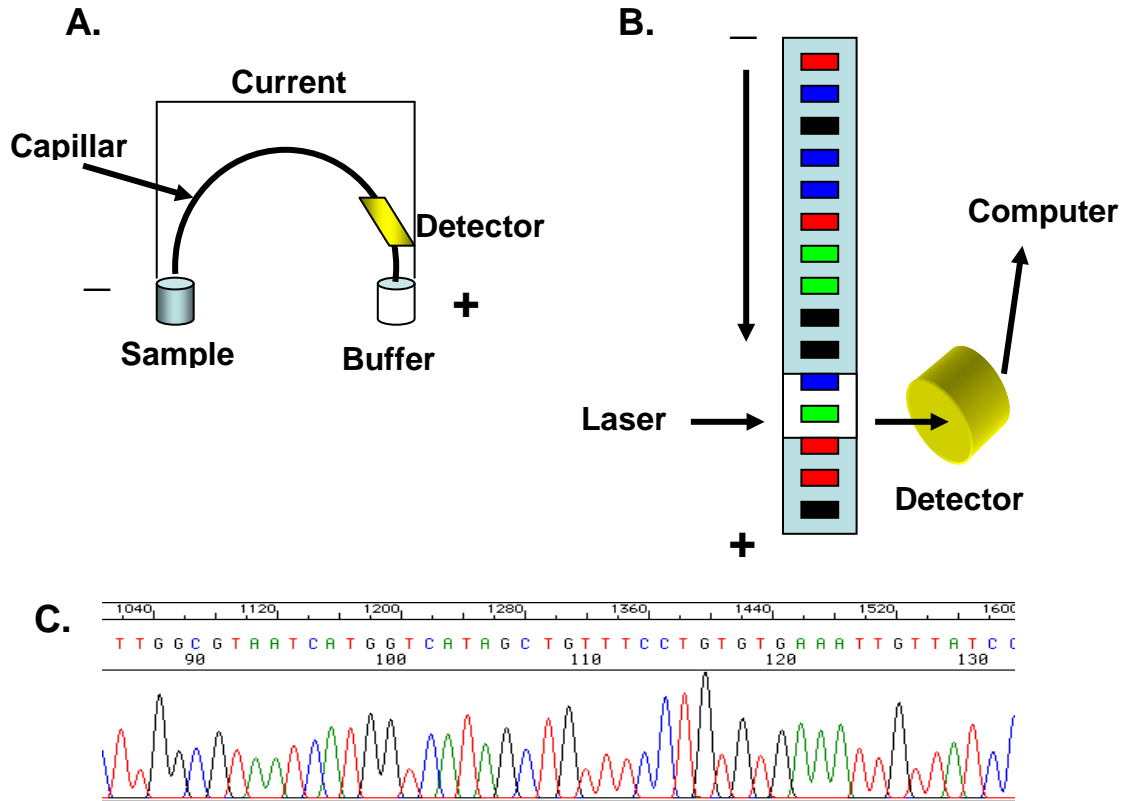 A.
Current
Capillar
Detector
_
+
Sample
Buffer
B.
_
Computer
Laser
Detector
+
C.
1040 1120 1200 1280 1360 1440 1520 1600
T T G G C G T A A T C A T G G T C A T A G C T G T T T C C T G T G T G A A A T T G T T A T C C
90 100 110 120 130